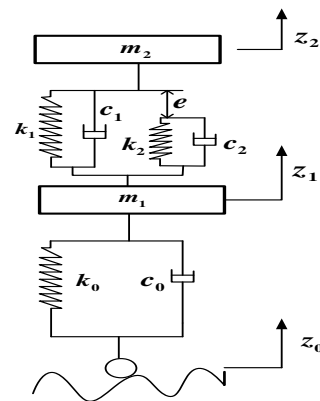 z₂
m₂
c₁
e
k₁
k₂
c₂
z₁
m₁
k₀
c₀
z₀